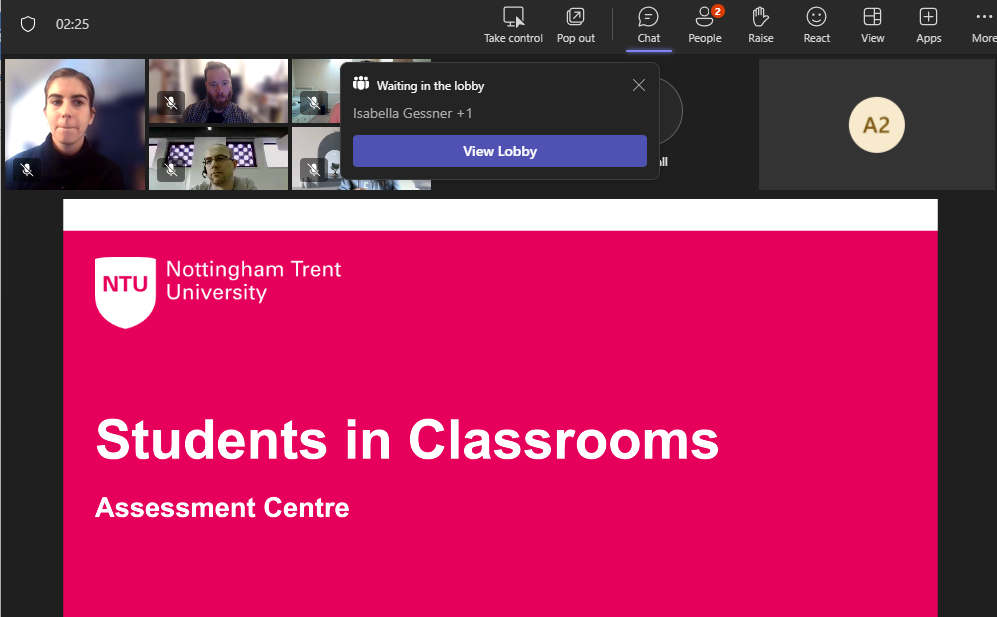 02:25
Take control
Pop out
Chat
2
People
Raise
React
View
Apps
More
Waiting in the lobby
Isabella Gessner +1
View Lobby
all
A2
NTU
Nottingham Trent
University
Students in Classrooms
Assessment Centre